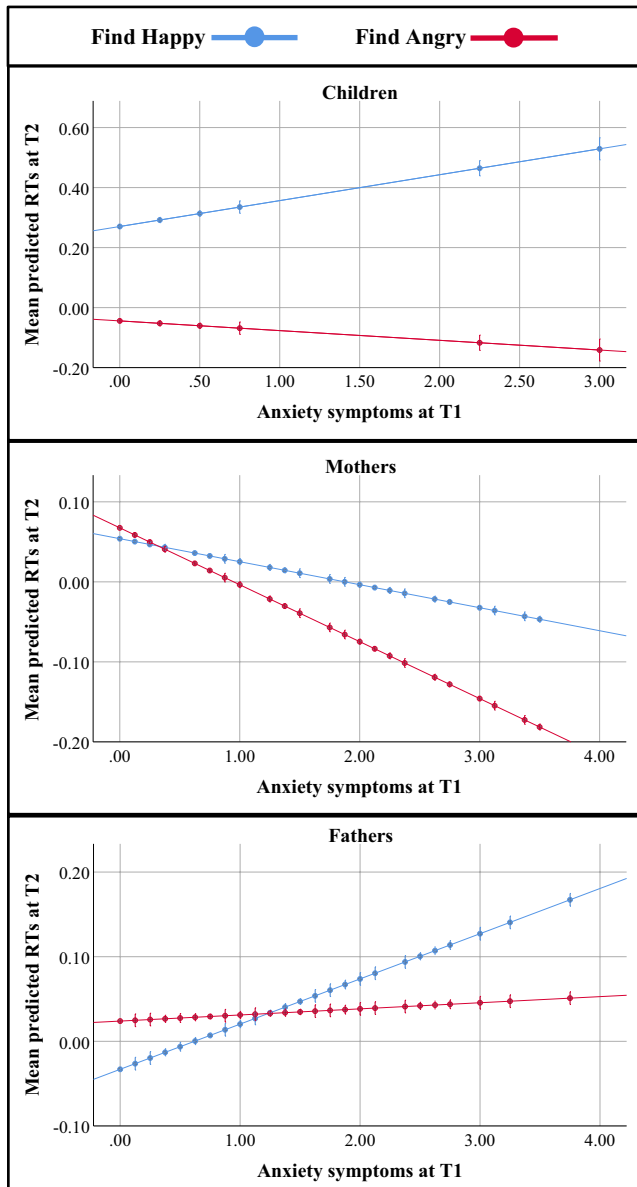 Find Happy Find Angry
Children
Mean predicted RTs at T2
0.60
0.40
0.20
0.00
-0.20
.00 .50 1.00 1.50 2.00 2.50 3.00
Anxiety symptoms at T1
Mothers
Mean predicted RTs at T2
0.10
0.00
-0.10
-0.20
.00 1.00 2.00 3.00 4.00
Anxiety symptoms at T1
Fathers
Mean predicted RTs at T2
0.20
0.10
0.00
-0.10
.00 1.00 2.00 3.00 4.00
Anxiety symptoms at T1